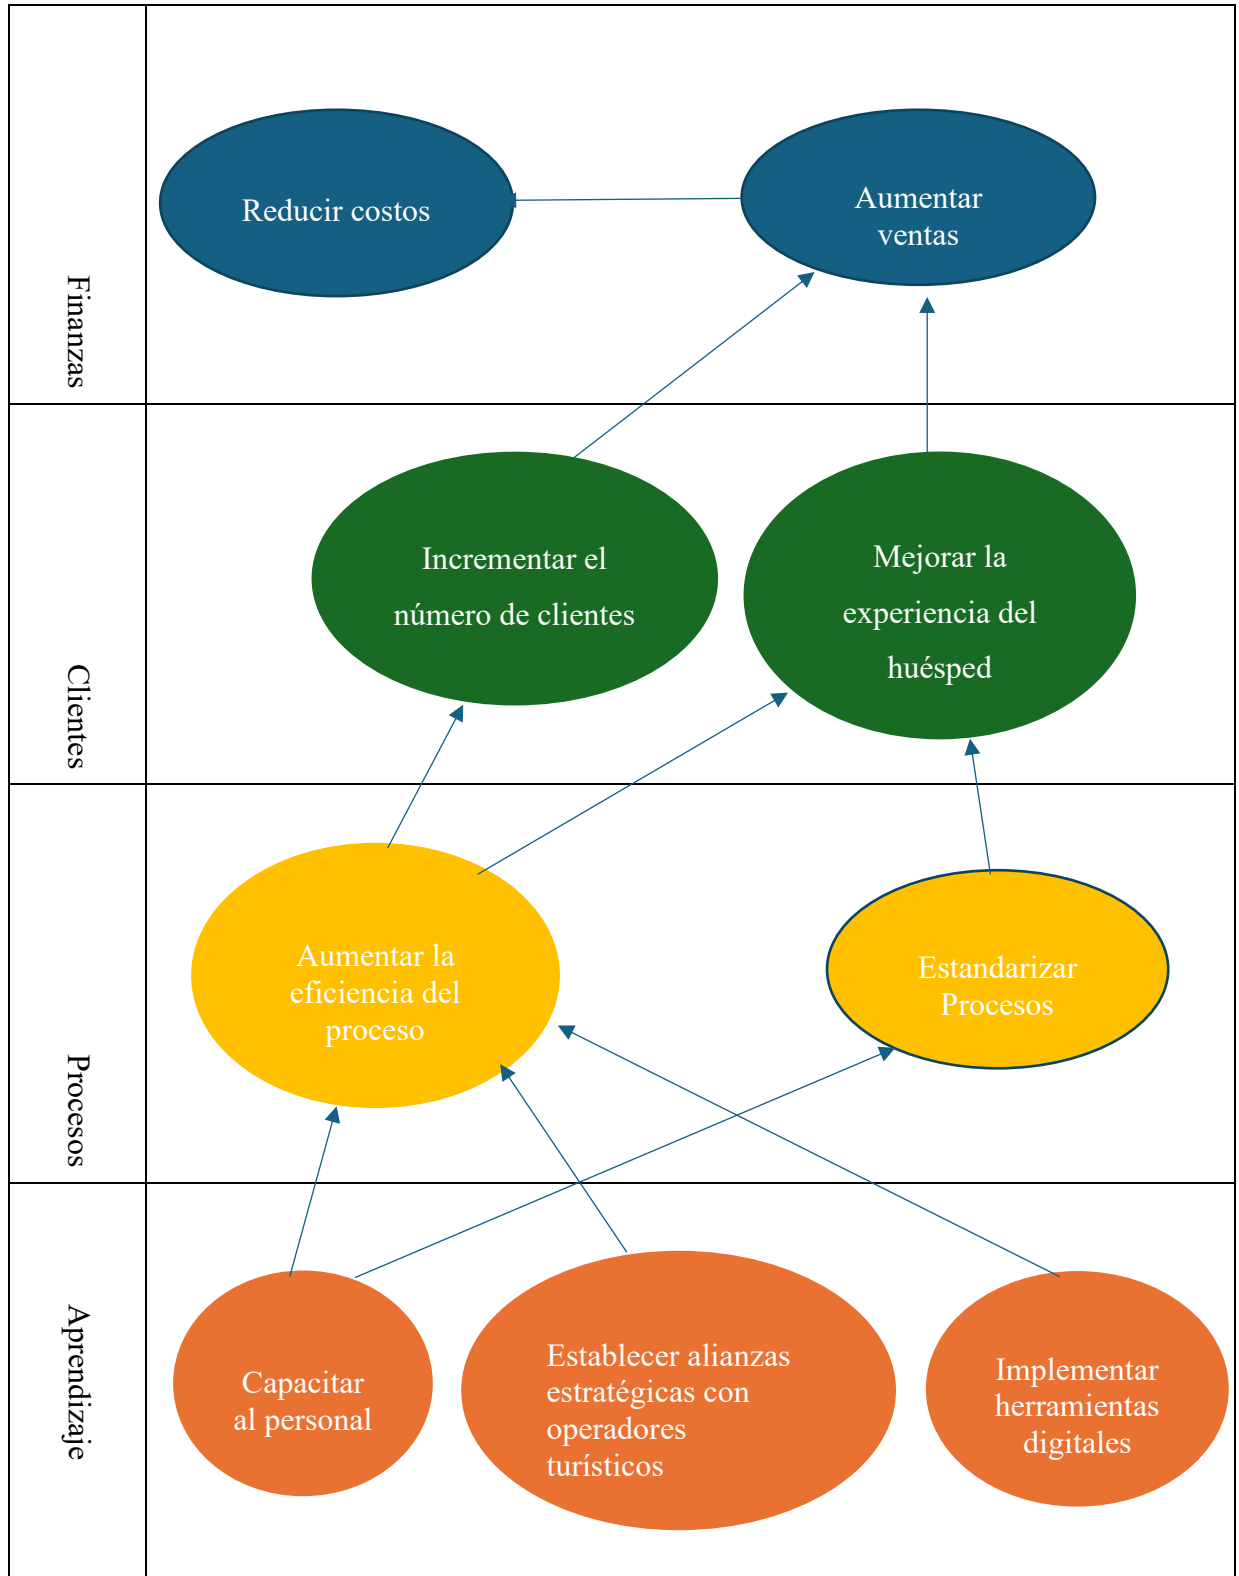 Finanzas
Reducir costos
Aumentar
ventas
Clientes
Incrementar el
número de clientes
Mejorar la
experiencia del
huésped
Procesos
Aumentar la
eficiencia del
proceso
Estandarizar
Procesos
Aprendizaje
Capacitar
al personal
Establecer alianzas
estratégicas con
operadores
turísticos
Implementar
herramientas
digitales